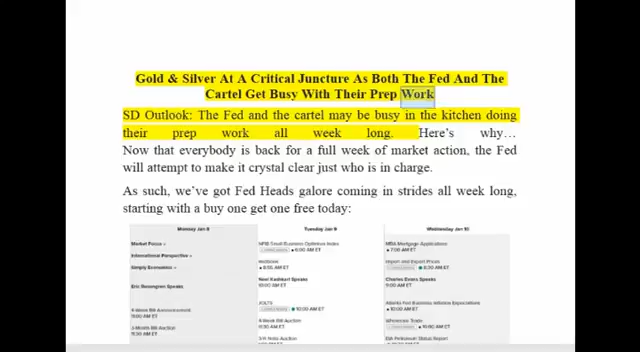 Gold & Silver At A Critical Juncture As Both The Fed And The
Cartel Get Busy With Their Prep Work
SD Outlook: The Fed and the cartel may be busy in the kitchen doing
their prep work all week long. Here's why…
Now that everybody is back for a full week of market action, the Fed
will attempt to make it crystal clear just who is in charge.
As such, we've got Fed Heads galore coming in strides all week long,
starting with a buy one get one free today:
Monday Jan 8
Tuesday Jan 9
Wednesday Jan 10
Market Focus »
International Perspective »
Simply Economics »
Eric Rosengren Speaks
4-Week Bill Announcement
11:00 AM ET
3-Month Bill Auction
11:30 AM ET
NFIB Small Business Optimism Index
6:00 AM ET
Redbook
8:55 AM ET
Neel Kashkari Speaks
10:00 AM ET
JOLTS
10:00 AM ET
4-Week Bill Auction
11:30 AM ET
3-Yr Note Auction
MBA Mortgage Applications
7:00 AM ET
Import and Export Prices
8:30 AM ET
Charles Evans Speaks
9:00 AM ET
Atlanta Fed Business Inflation Expectations
10:00 AM ET
Wholesale Trade
10:00 AM ET
EIA Petroleum Status Report